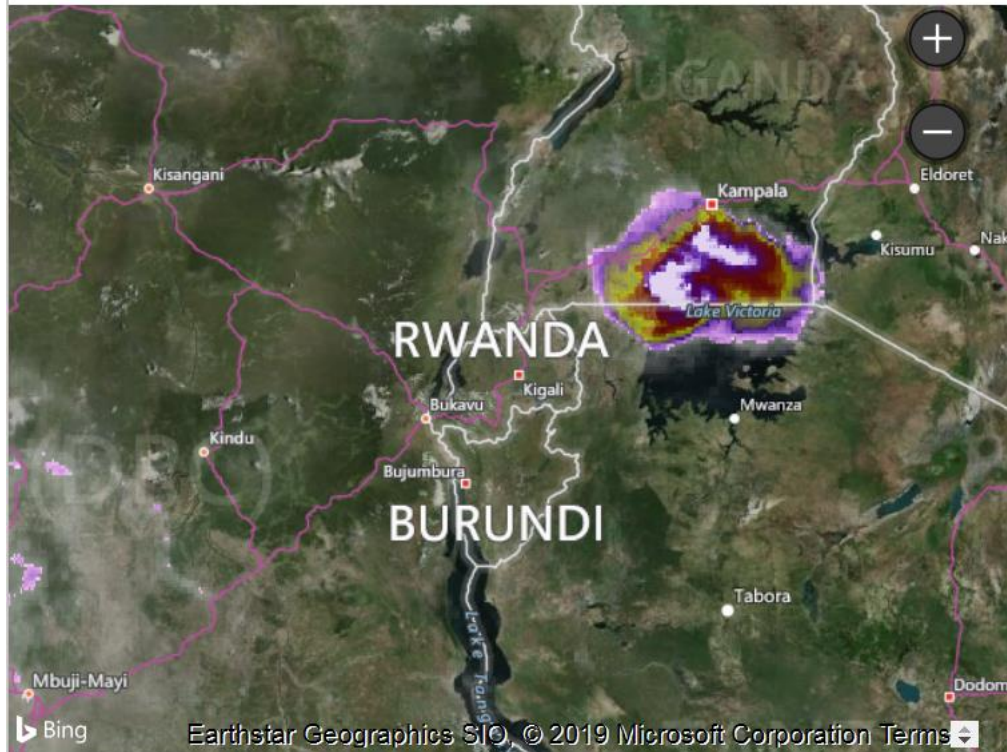 UGANDA
Kisangani
Kampala
Eldoret
Kisumu
Nak
Lake Victoria
RWANDA
Kigali
Bukavu
Mwanza
Kindu
(DRC)
Bujumbura
BURUNDI
Tabora
Lake Tang
Mbuji-Mayi
Dodom
Bing
Earthstar Geographics SIO, © 2019 Microsoft Corporation Terms